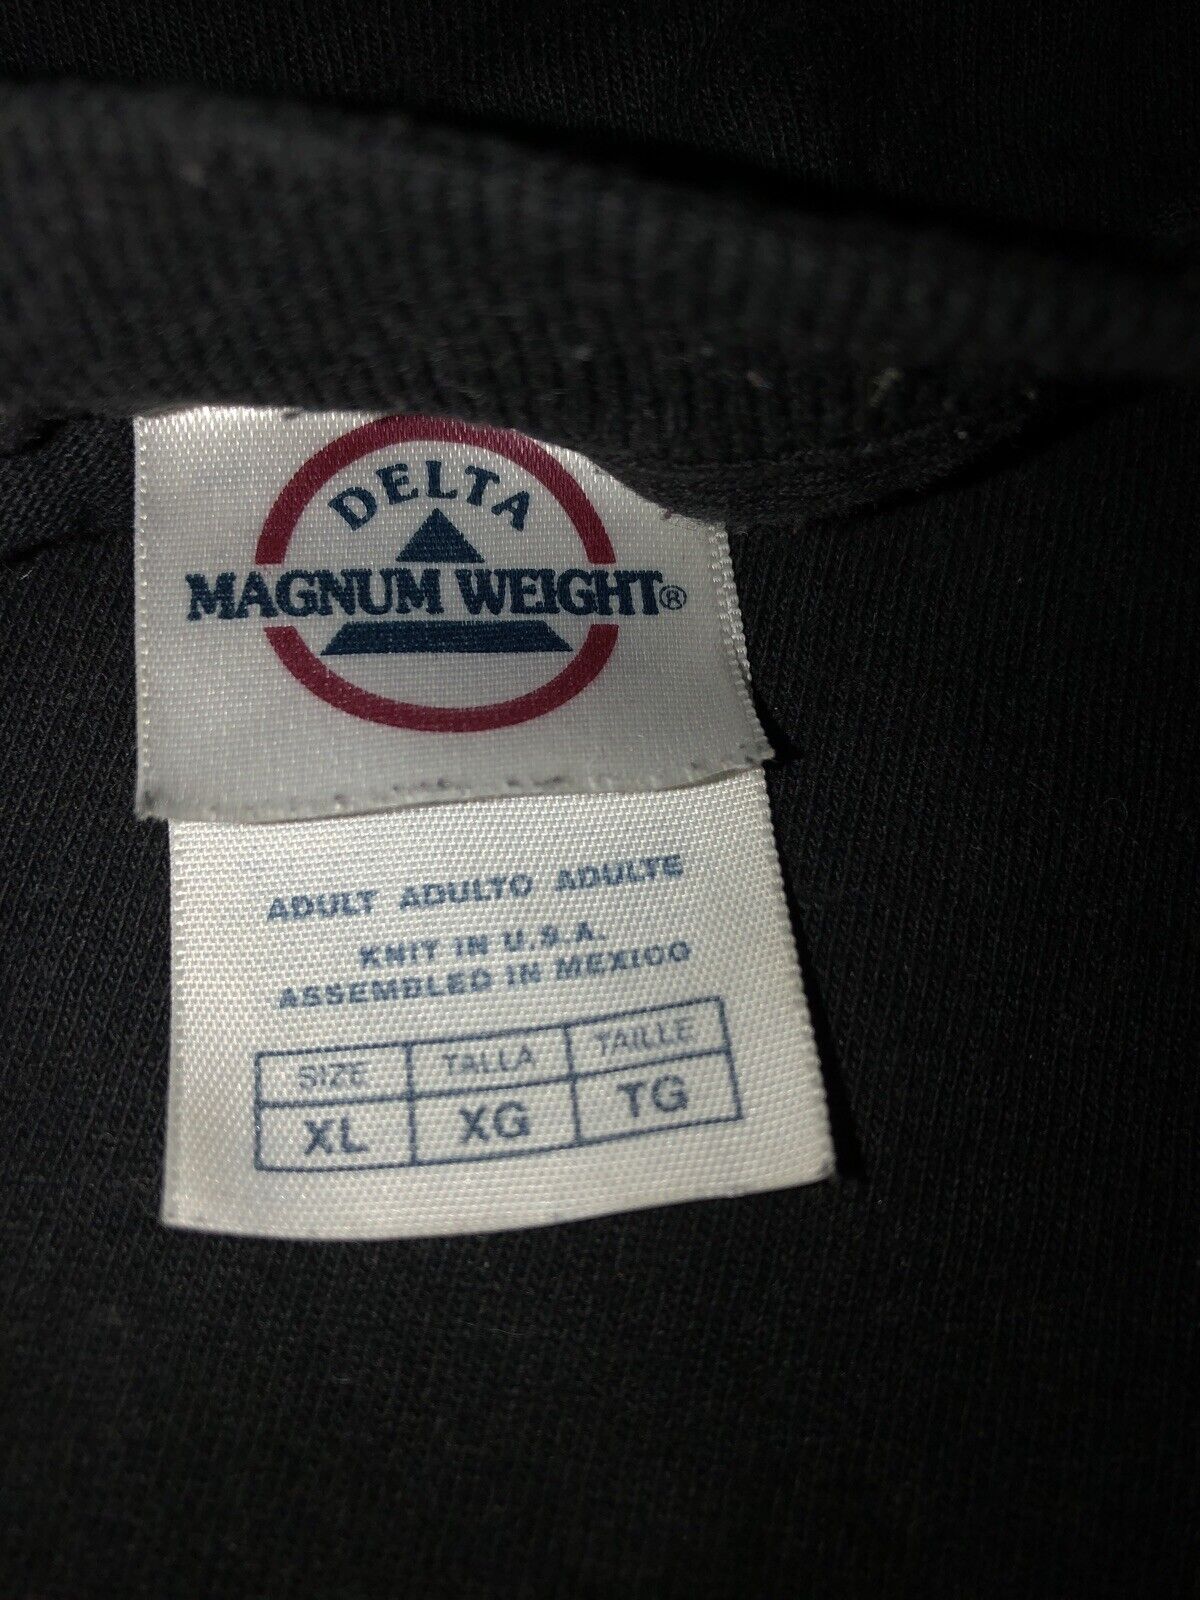 DELTA
MAGNUM WEIGHT®
ADULT ADULTO ADULTE
KNIT IN U.S.A.
ASSEMBLED IN MEXICO
SIZE TALLA TAILLE
XL XG TG